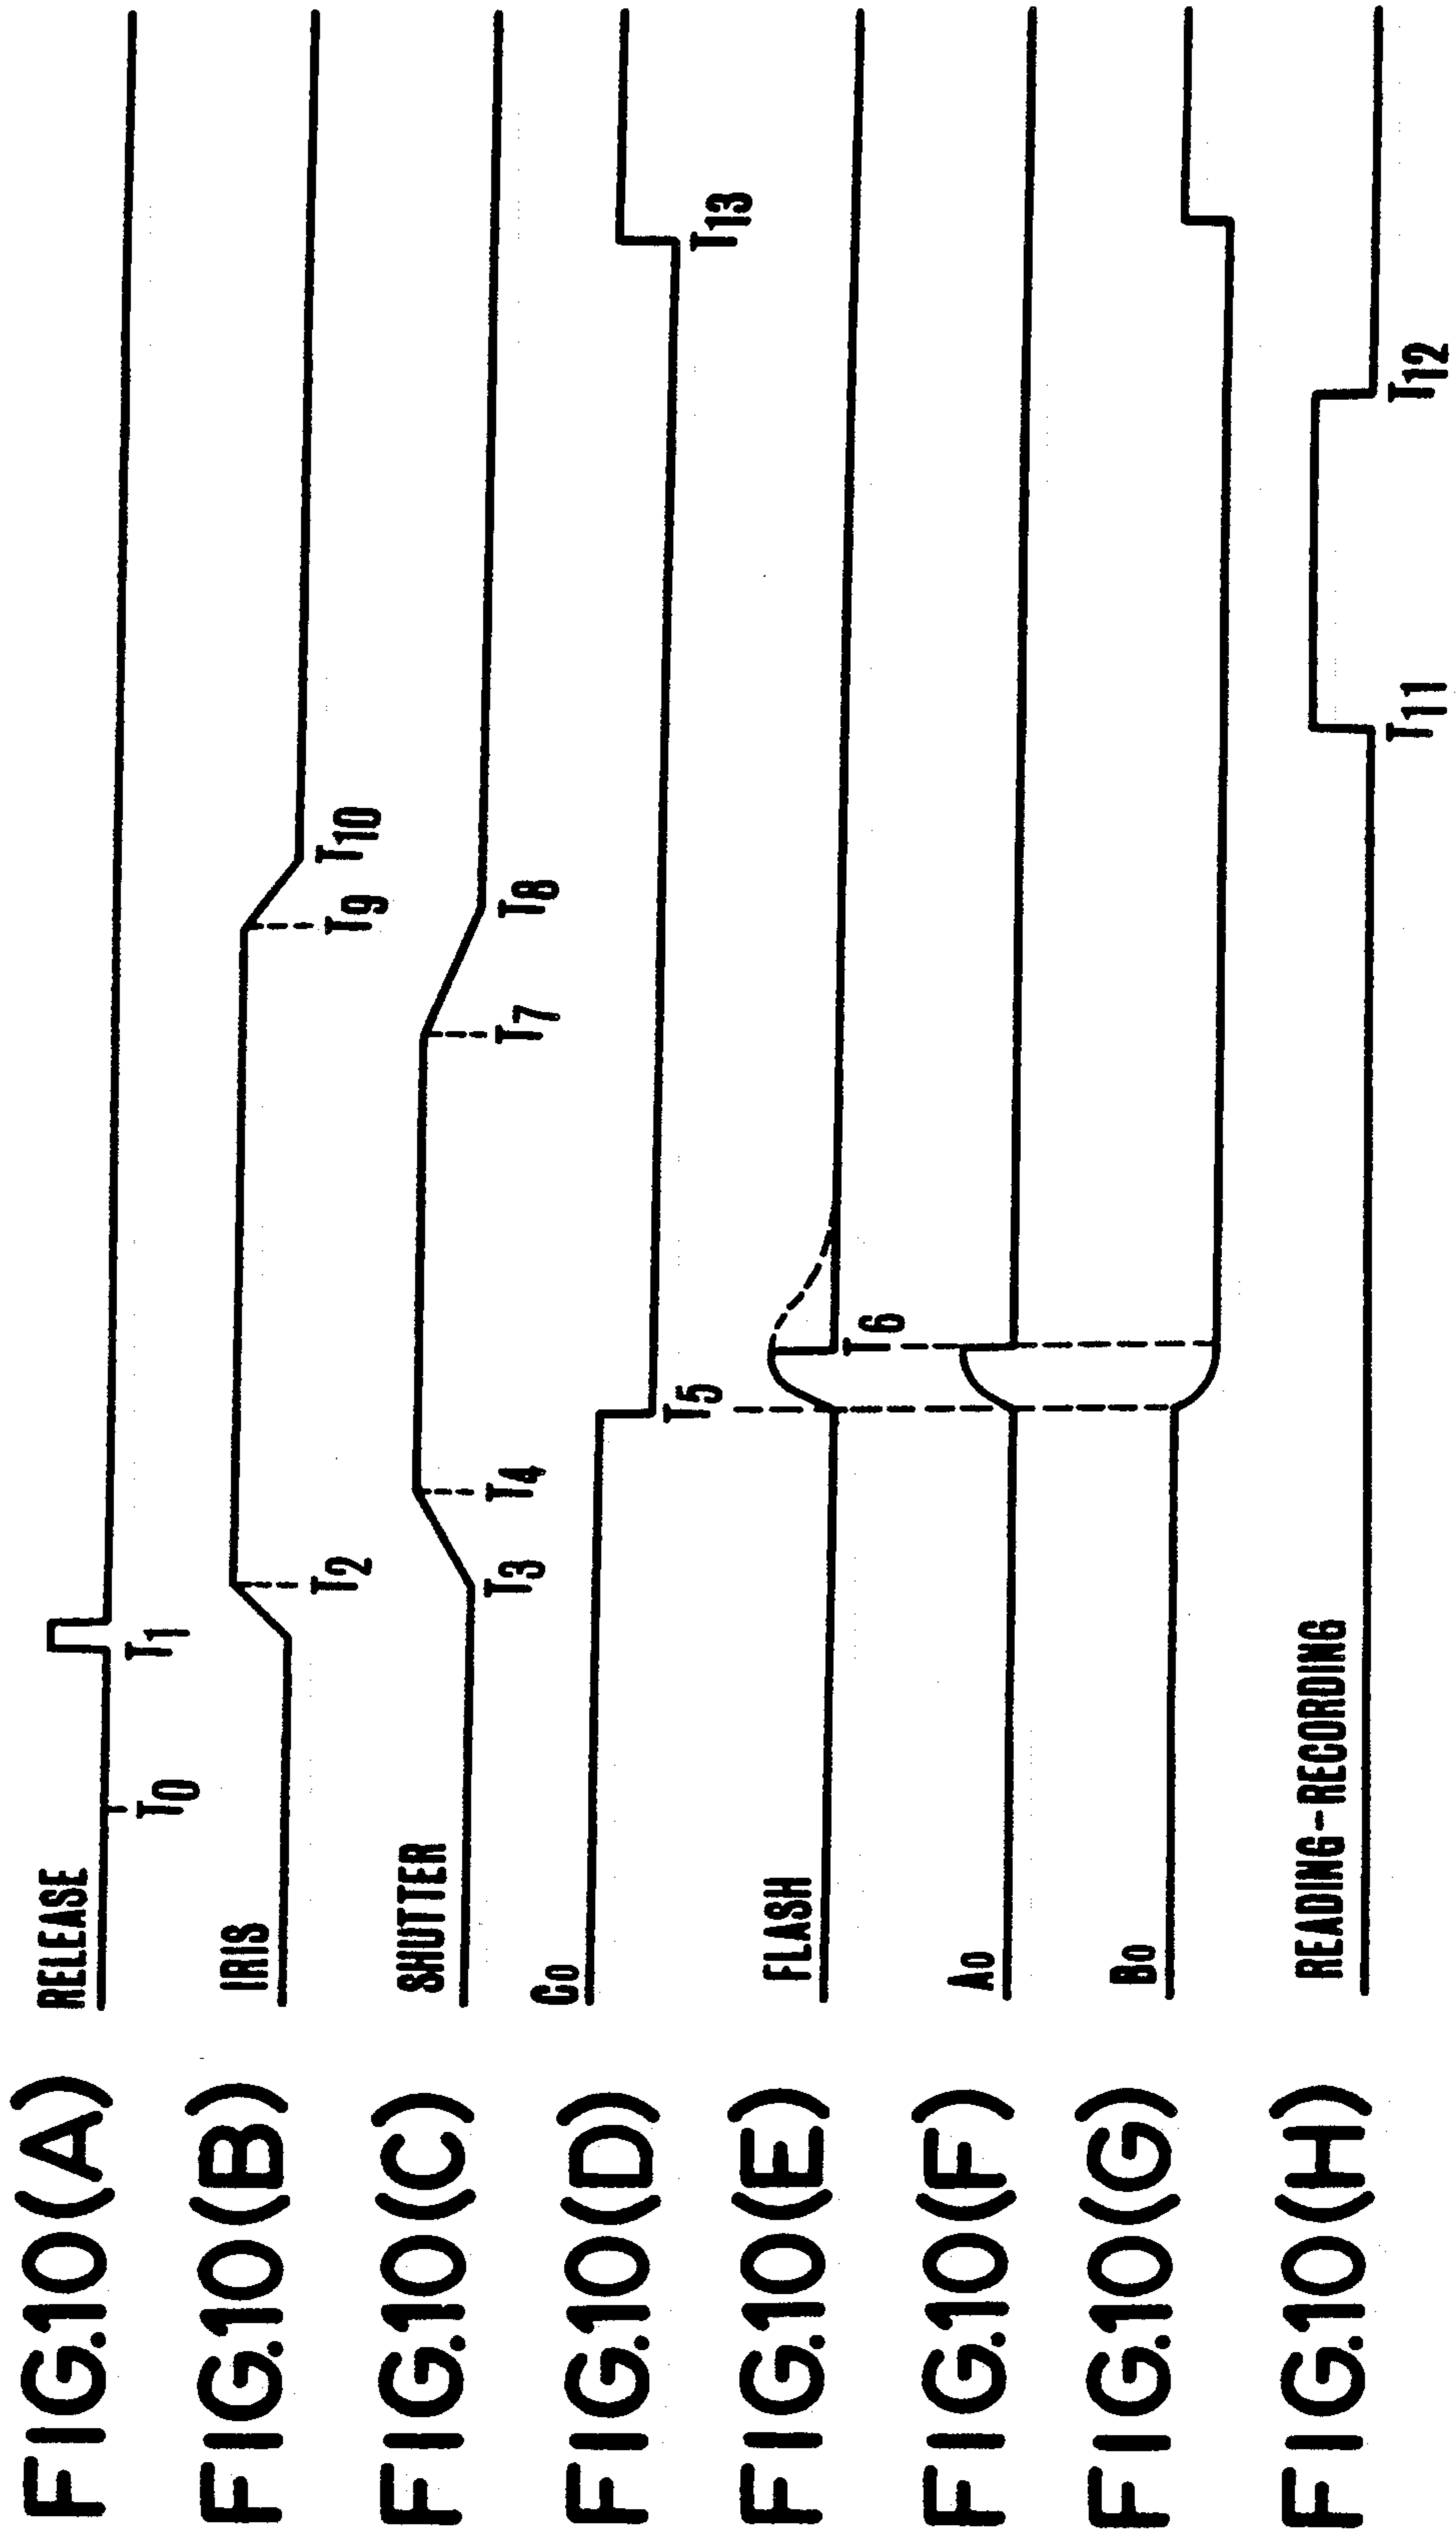 FIG.10(A)
RELEASE
T0
T1
FIG.10(B)
IRIS
T2
T9
T10
FIG.10(C)
SHUTTER
T3
T4
T7
T8
FIG.10(D)
C0
T5
T13
FIG.10(E)
FLASH
T6
FIG.10(F)
A0
FIG.10(G)
B0
FIG.10(H)
READING-RECORDING
T11
T12